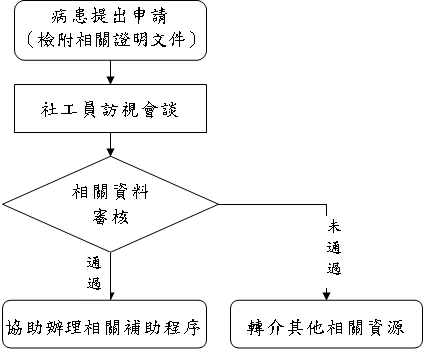 病患提出申請
（檢附相關證明文件）
社工員訪視會談
相關資料
審核
通過
未通過
協助辦理相關補助程序
轉介其他相關資源